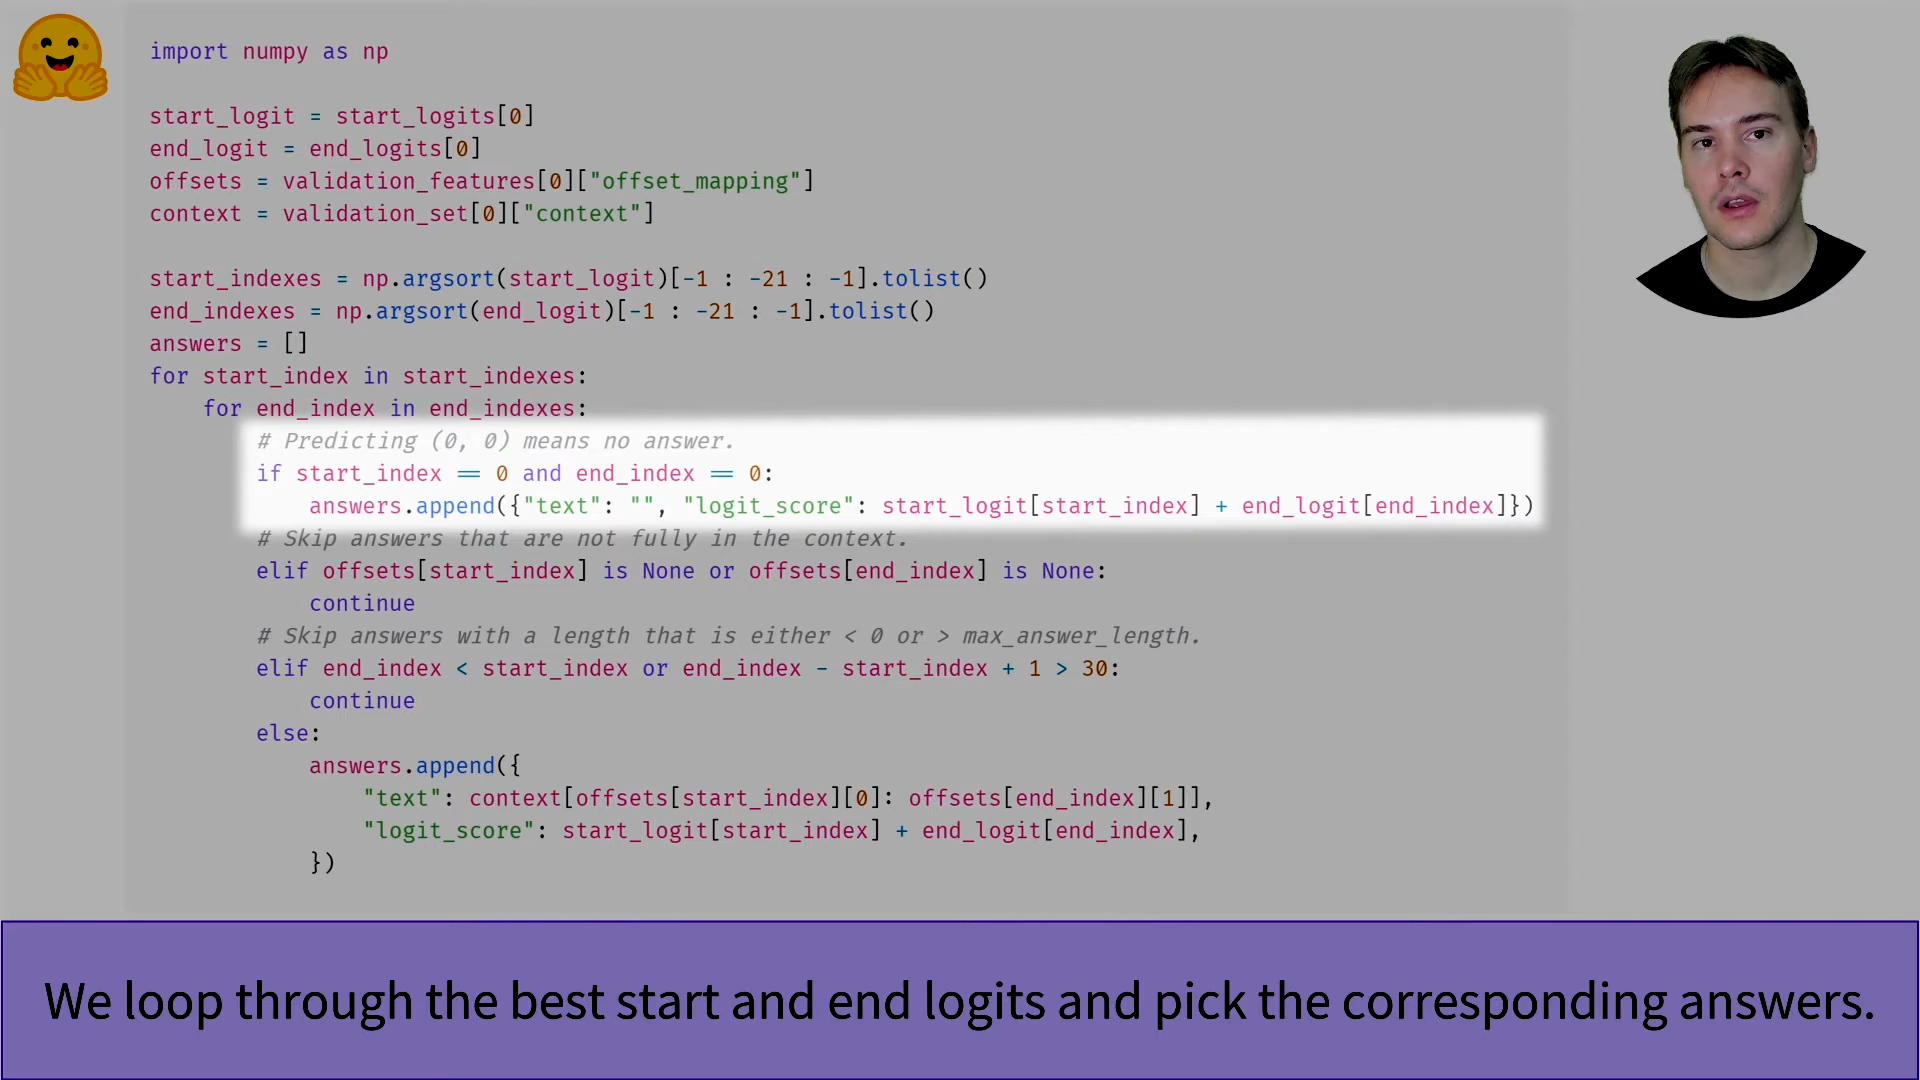 import numpy as np
start_logit = start_logits[0]
end_logit = end_logits[0]
offsets = validation_features[0]["offset_mapping"]
context = validation_set[0]["context"]
start_indexes = np.argsort(start_logit)[-1 : -21 : -1].tolist()
end_indexes = np.argsort(end_logit)[-1 : -21 : -1].tolist()
answers = []
for start_index in start_indexes:
    for end_index in end_indexes:
        # Predicting (0, 0) means no answer.
        if start_index == 0 and end_index == 0:
            answers.append({"text": "", "logit_score": start_logit[start_index] + end_logit[end_index]})
        # Skip answers that are not fully in the context.
        elif offsets[start_index] is None or offsets[end_index] is None:
            continue
        # Skip answers with a length that is either < 0 or > max_answer_length.
        elif end_index < start_index or end_index - start_index + 1 > 30:
            continue
        else:
            answers.append({
                "text": context[offsets[start_index][0]: offsets[end_index][1]],
                "logit_score": start_logit[start_index] + end_logit[end_index],
            })
We loop through the best start and end logits and pick the corresponding answers.